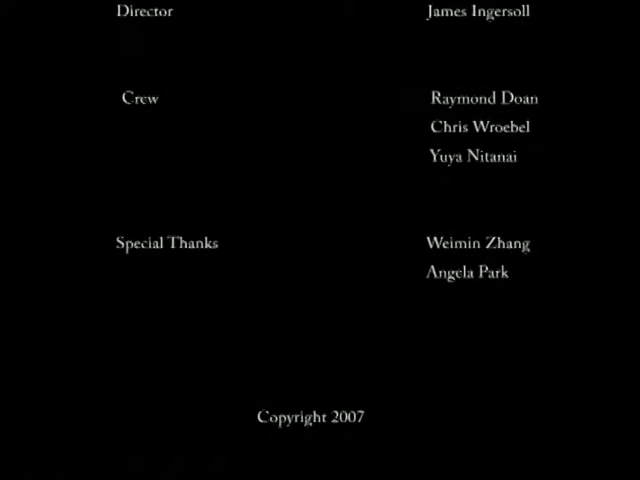 Director James Ingersoll
Crew Raymond Doan
Chris Wroebel
Yuya Nitanai
Special Thanks Weimin Zhang
Angela Park
Copyright 2007